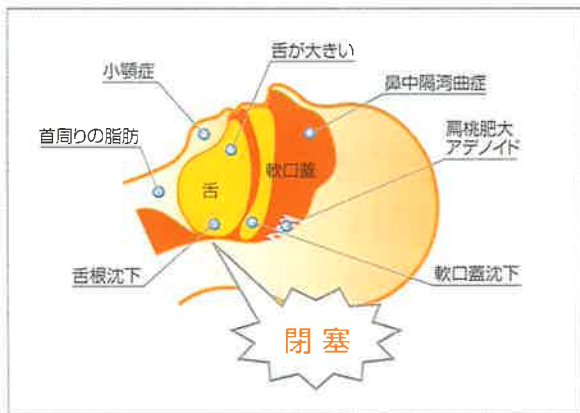 舌が大きい
小顎症
鼻中隔湾曲症
首周りの脂肪
扁桃肥大
アデノイド
軟口蓋
舌
舌根沈下
軟口蓋沈下
閉塞